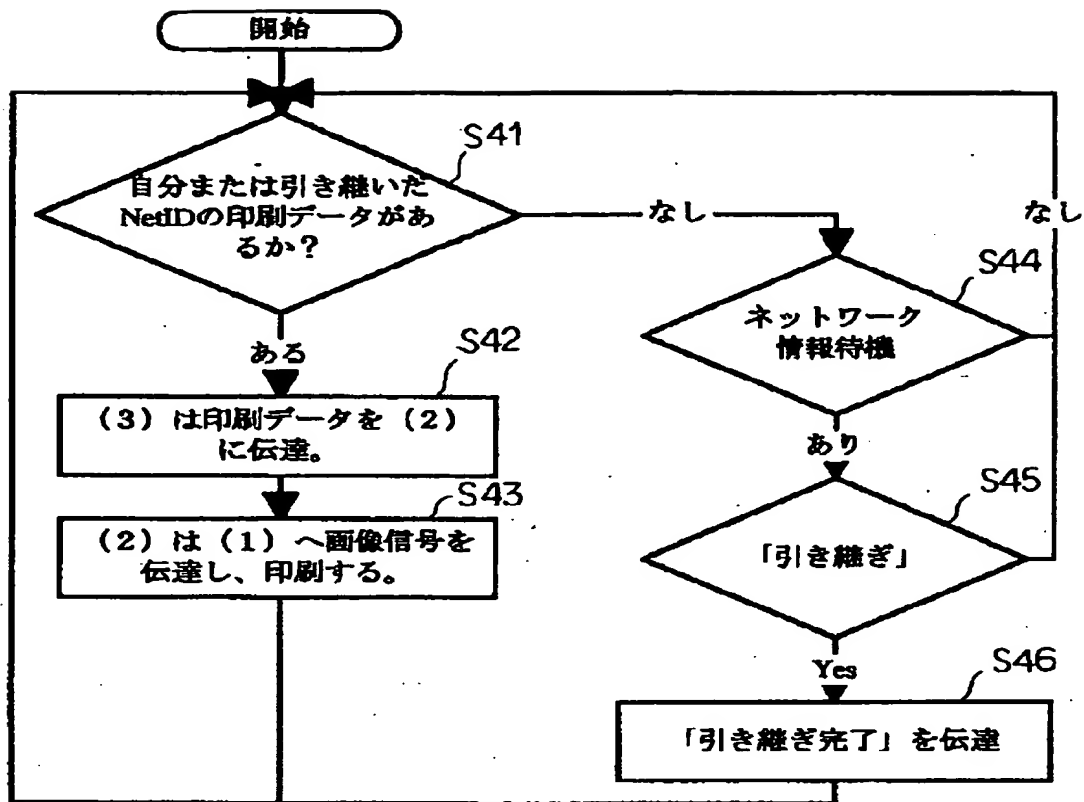 開始
S41
自分または引き継いた
NetIDの印刷データがあ
るか？
なし
なし
S44
ネットワーク
情報待機
ある
S42
（3）は印刷データを（2）
に伝達。
あり
S43
（2）は（1）へ画像信号を
伝達し、印刷する。
S45
「引き継ぎ」
Yes
S46
「引き継ぎ完了」を伝達